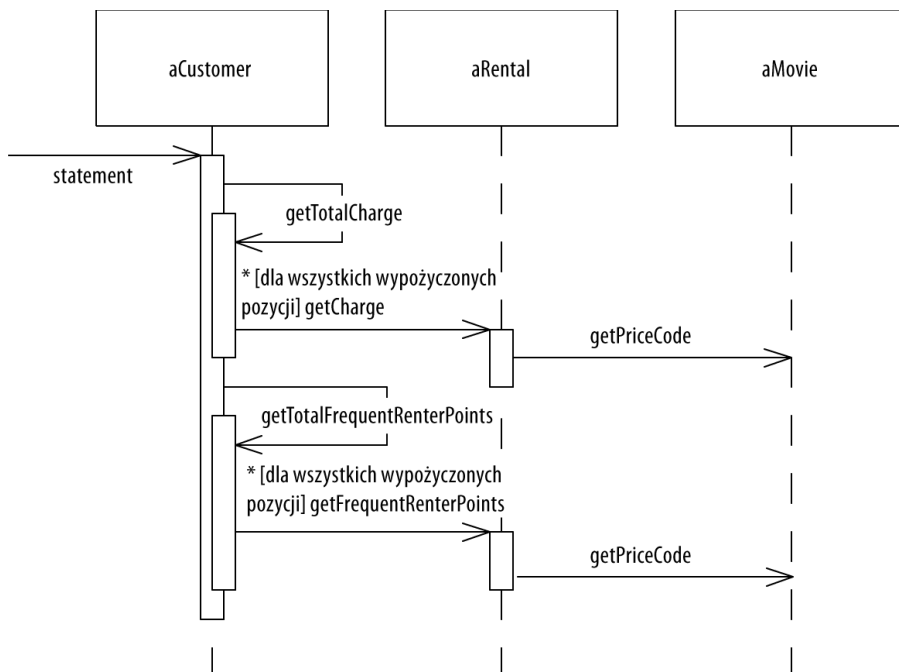 aCustomer
aRental
aMovie
statement
getTotalCharge
* [dla wszystkich wypożyczonych
pozycji] getCharge
getPriceCode
getTotalFrequentRenterPoints
* [dla wszystkich wypożyczonych
pozycji] getFrequentRenterPoints
getPriceCode